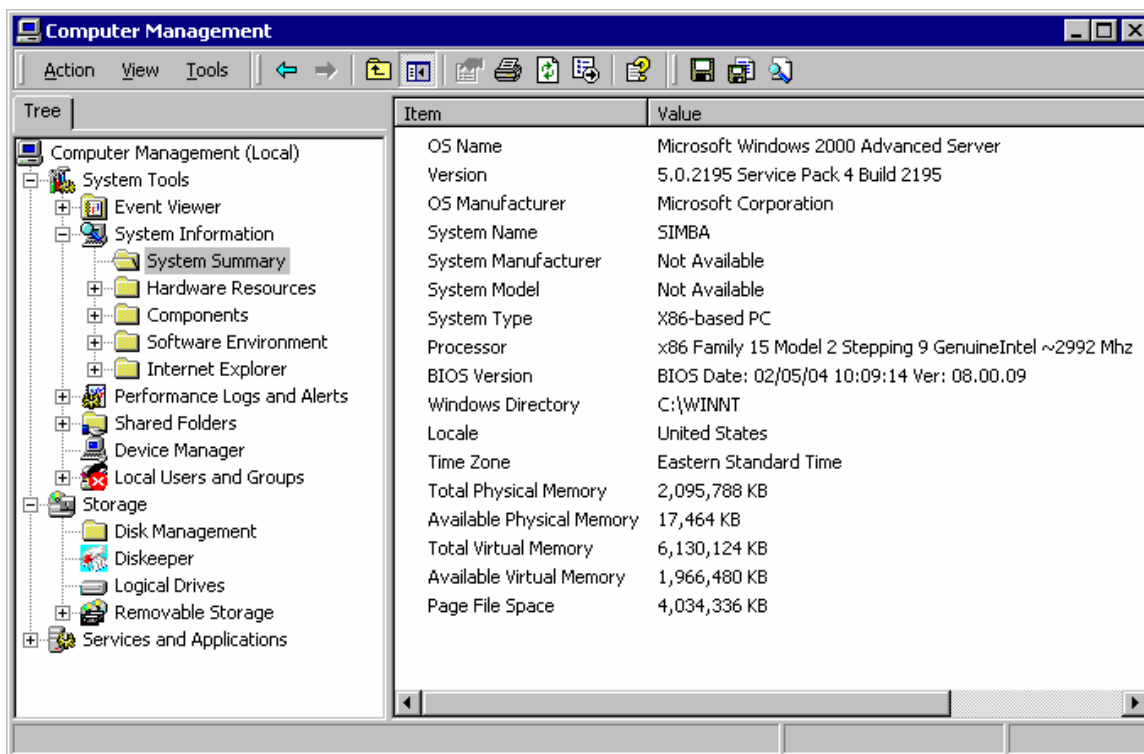 Computer Management
Action View Tools
Tree
Computer Management (Local)
System Tools
Event Viewer
System Information
System Summary
Hardware Resources
Components
Software Environment
Internet Explorer
Performance Logs and Alerts
Shared Folders
Device Manager
Local Users and Groups
Storage
Disk Management
Diskeeper
Logical Drives
Removable Storage
Services and Applications
Item Value
OS Name Microsoft Windows 2000 Advanced Server
Version 5.0.2195 Service Pack 4 Build 2195
OS Manufacturer Microsoft Corporation
System Name SIMBA
System Manufacturer Not Available
System Model Not Available
System Type X86-based PC
Processor x86 Family 15 Model 2 Stepping 9 GenuineIntel ~2992 Mhz
BIOS Version BIOS Date: 02/05/04 10:09:14 Ver: 08.00.09
Windows Directory C:\WINNT
Locale United States
Time Zone Eastern Standard Time
Total Physical Memory 2,095,788 KB
Available Physical Memory 17,464 KB
Total Virtual Memory 6,130,124 KB
Available Virtual Memory 1,966,480 KB
Page File Space 4,034,336 KB